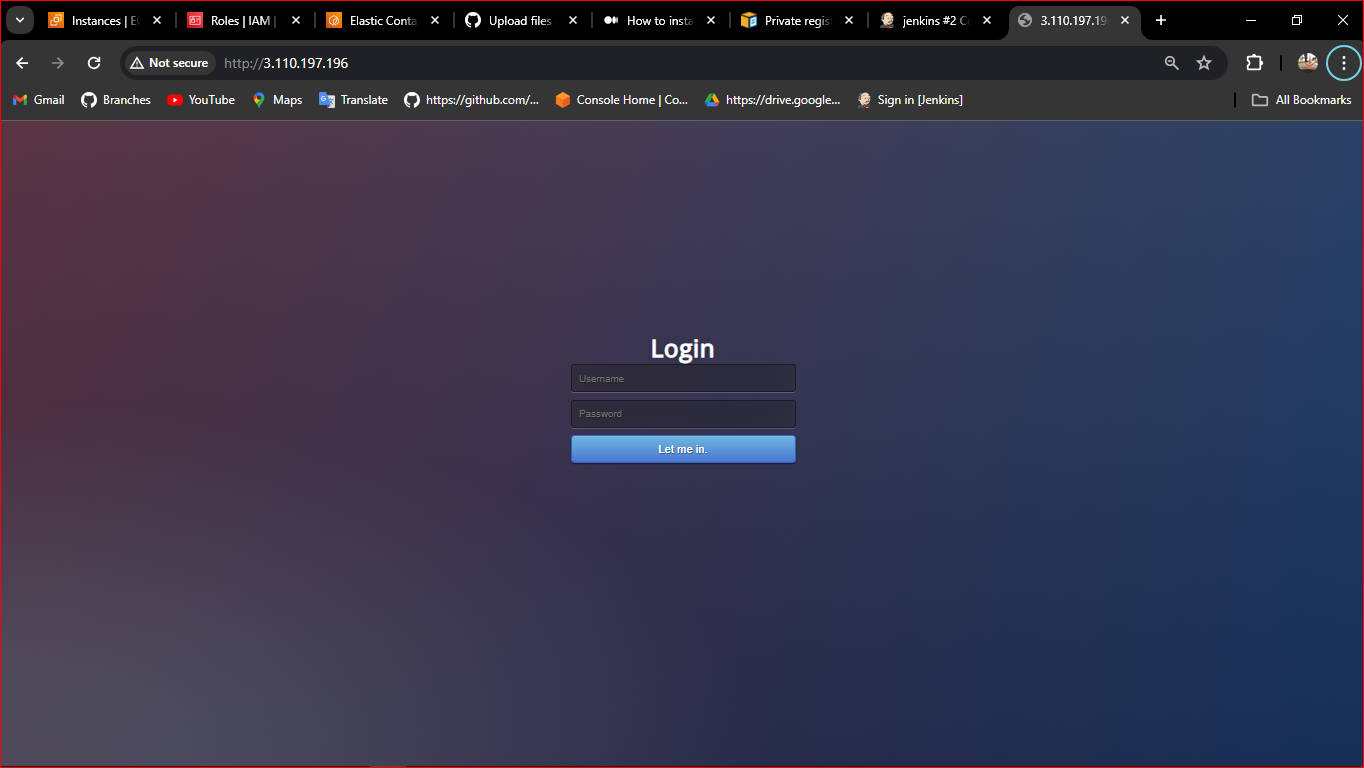 Instances | E
Roles | IAM |
Elastic Conta
Upload files
How to insta
Private regis
jenkins #2 C
3.110.197.19
Not secure
http://3.110.197.196
Gmail
Branches
YouTube
Maps
Translate
https://github.com/...
Console Home | Co...
https://drive.google...
Sign in [Jenkins]
All Bookmarks
Login
Username
Password
Let me in.